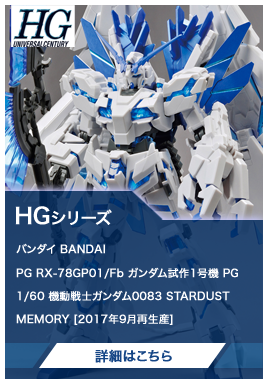 HG
UNIVERSAL CENTURY
HGシリーズ
バンダイ BANDAI
PG RX-78GP01/Fb ガンダム試作1号機 PG
1/60 機動戦士ガンダム0083 STARDUST
MEMORY [2017年9月再生産]
詳細はこちら